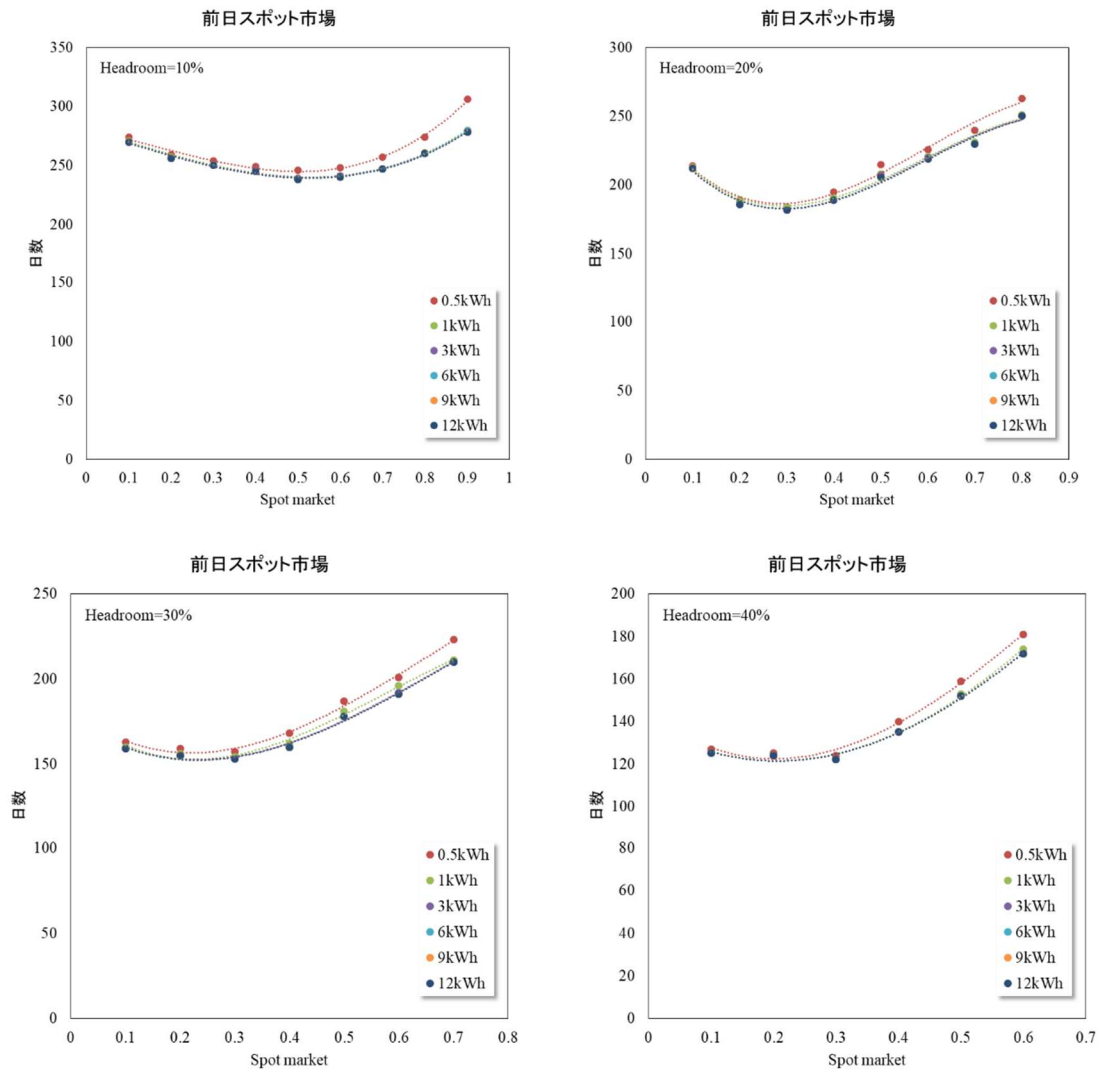 前日スポット市場
350
300
250
200
150
100
50
0
日数
Headroom=10%
0.5kWh
1kWh
3kWh
6kWh
9kWh
12kWh
0 0.1 0.2 0.3 0.4 0.5 0.6 0.7 0.8 0.9 1
Spot market
前日スポット市場
300
250
200
150
100
50
0
日数
Headroom=20%
0.5kWh
1kWh
3kWh
6kWh
9kWh
12kWh
0 0.1 0.2 0.3 0.4 0.5 0.6 0.7 0.8 0.9
Spot market
前日スポット市場
250
200
150
100
50
0
日数
Headroom=30%
0.5kWh
1kWh
3kWh
6kWh
9kWh
12kWh
0 0.1 0.2 0.3 0.4 0.5 0.6 0.7 0.8
Spot market
前日スポット市場
200
180
160
140
120
100
80
60
40
20
0
日数
Headroom=40%
0.5kWh
1kWh
3kWh
6kWh
9kWh
12kWh
0 0.1 0.2 0.3 0.4 0.5 0.6 0.7
Spot market